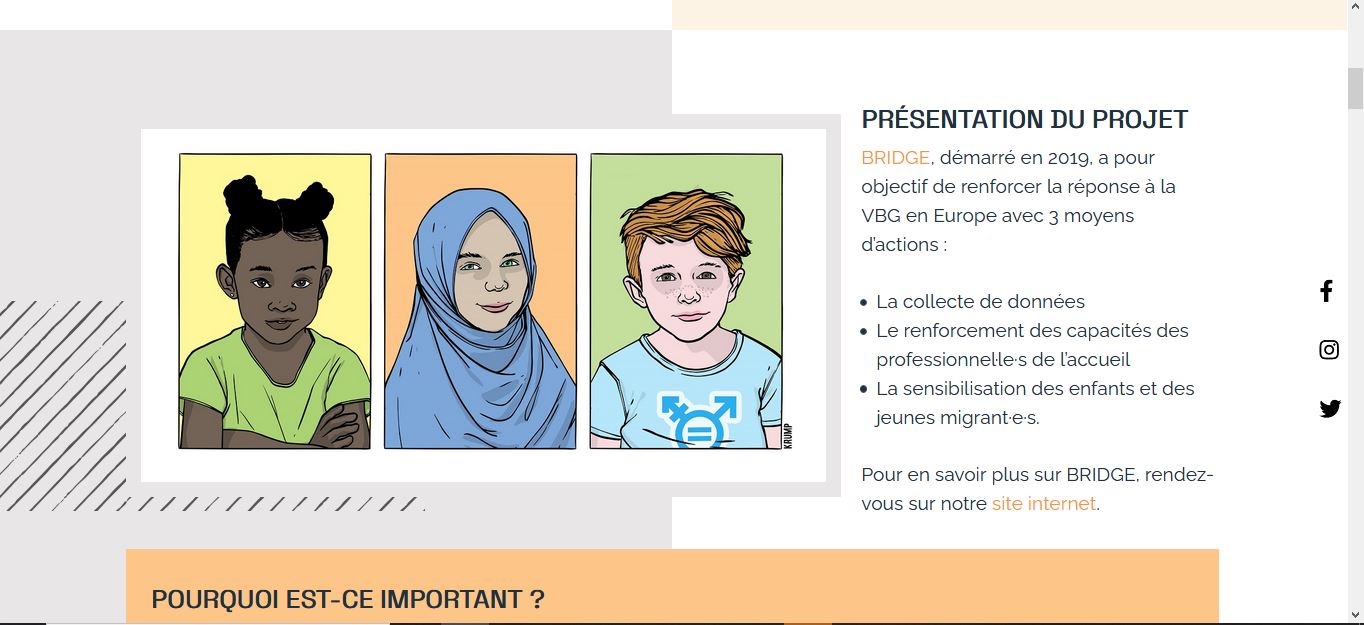 PRÉSENTATION DU PROJET
BRIDGE, démarré en 2019, a pour
objectif de renforcer la réponse à la
VBG en Europe avec 3 moyens
d'actions :
• La collecte de données
• Le renforcement des capacités des
professionnelle·s de l'accueil
• La sensibilisation des enfants et des
jeunes migrant·e·s.
Pour en savoir plus sur BRIDGE, rendez-
vous sur notre site internet.
KRUMP
POURQUOI EST-CE IMPORTANT ?